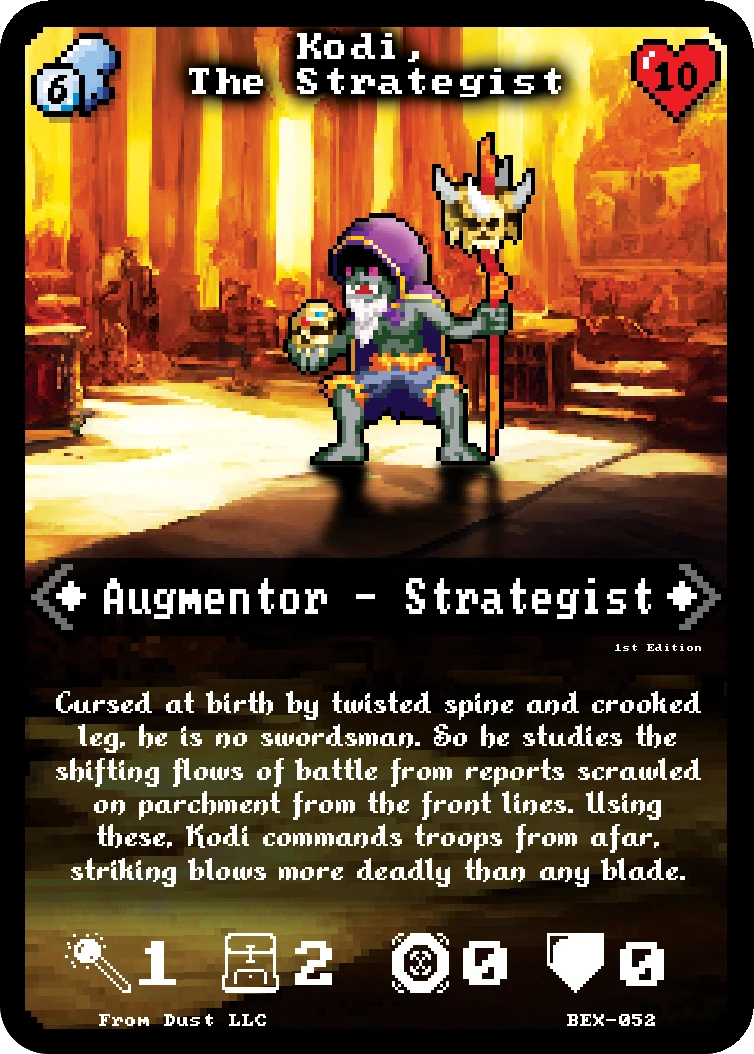 Kodi,
The Strategist
6
10
Augmentor - Strategist
1st Edition
Cursed at birth by twisted spine and crooked
leg, he is no swordsman. So he studies the
shifting flows of battle from reports scrawled
on parchment from the front lines. Using
these, Kodi commands troops from afar,
striking blows more deadly than any blade.
1 2 0 0
From Dust LLC BEX-052